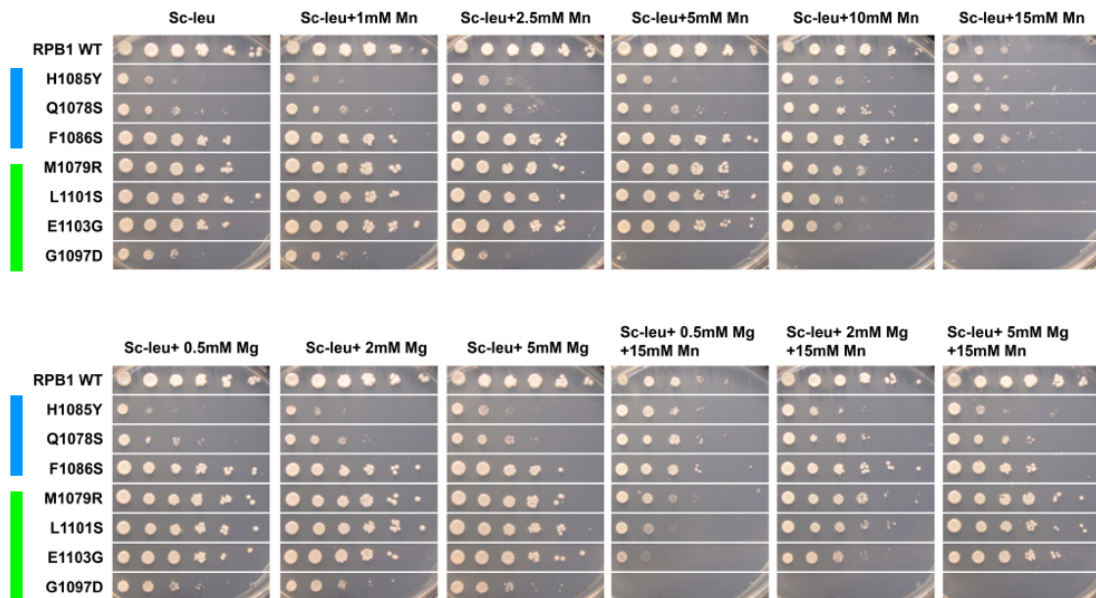 Sc-leu Sc-leu+1mM Mn Sc-leu+2.5mM Mn Sc-leu+5mM Mn Sc-leu+10mM Mn Sc-leu+15mM Mn
RPB1 WT
H1085Y
Q1078S
F1086S
M1079R
L1101S
E1103G
G1097D
Sc-leu+ 0.5mM Mg Sc-leu+ 2mM Mg Sc-leu+ 5mM Mg Sc-leu+ 0.5mM Mg Sc-leu+ 2mM Mg Sc-leu+ 5mM Mg
+15mM Mn +15mM Mn +15mM Mn
RPB1 WT
H1085Y
Q1078S
F1086S
M1079R
L1101S
E1103G
G1097D